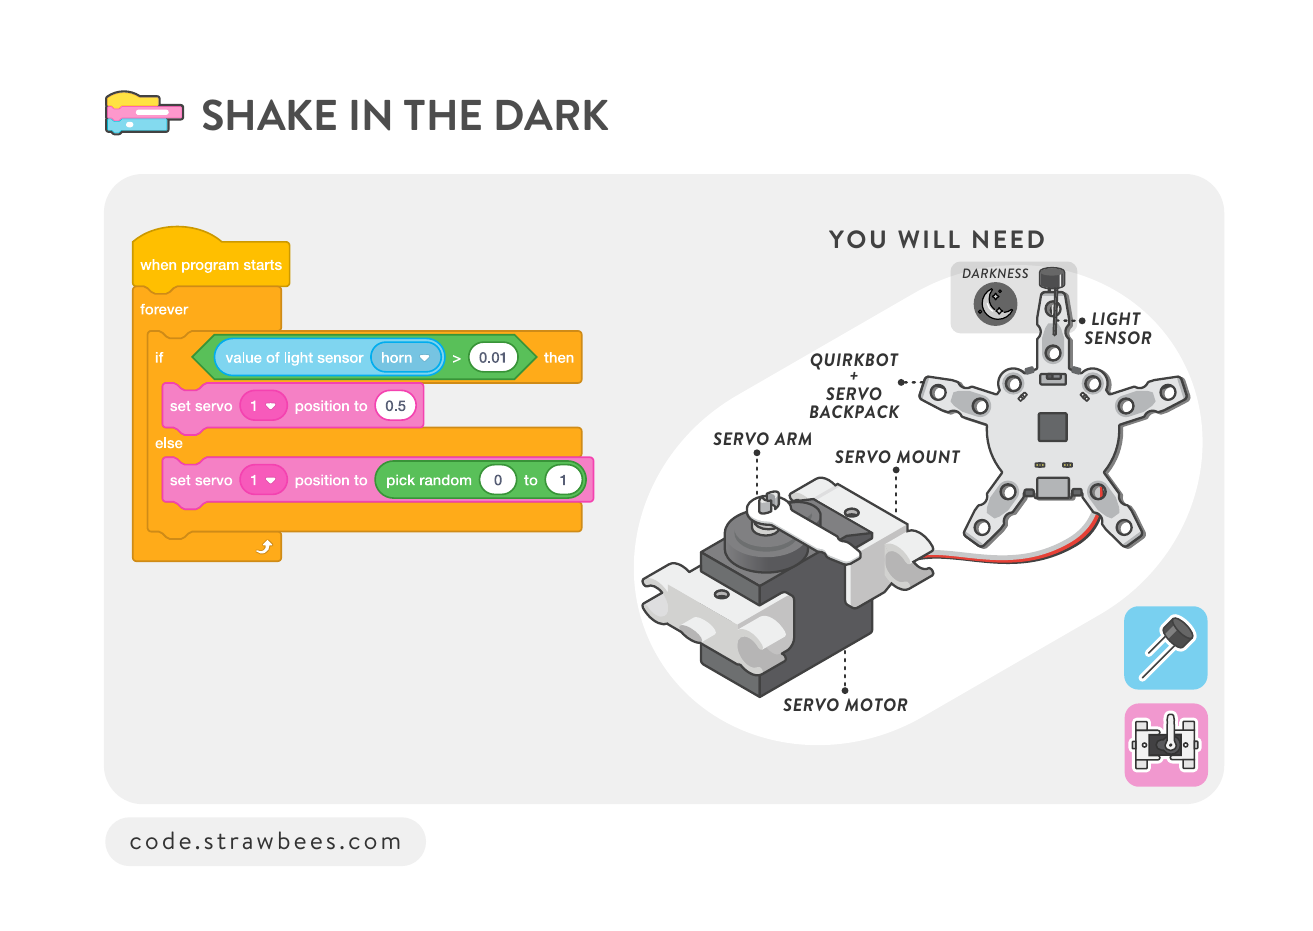 SHAKE IN THE DARK
when program starts
forever
if value of light sensor horn > 0.01 then
set servo 1 position to 0.5
else
set servo 1 position to pick random 0 to 1
YOU WILL NEED
DARKNESS
LIGHT
SENSOR
QUIRKBOT
+
SERVO
BACKPACK
SERVO ARM
SERVO MOUNT
SERVO MOTOR
code.strawbees.com